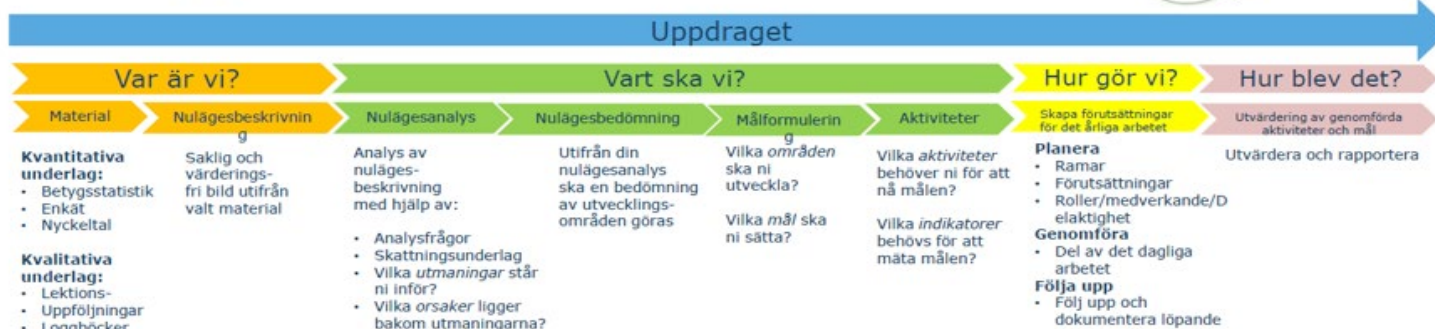 Uppdraget
Var är vi?
Vart ska vi?
Hur gör vi?
Hur blev det?
Material
Nulägesbeskrivnin
g
Nulägesanalys
Nulägesbedömning
Målformulerin
g
Aktiviteter
Skapa förutsättningar
för det årliga arbetet
Utvärdering av genomförda
aktiviteter och mål
Kvantitativa
underlag:
• Betygsstatistik
• Enkät
• Nyckeltal
Kvalitativa
underlag:
• Lektions-
• Uppföljningar
• Loggböcker
Saklig och
värderings-
fri bild utifrån
valt material
Analys av
nuläges-
beskrivning
med hjälp av:
• Analysfrågor
• Skattningsunderlag
• Vilka utmaningar står
ni inför?
• Vilka orsaker ligger
bakom utmaningarna?
Utifrån din
nulägesanalys
ska en bedömning
av utvecklings-
områden göras
Vilka områden
ska ni
utveckla?
Vilka mål ska
ni sätta?
Vilka aktiviteter
behöver ni för att
nå målen?
Vilka indikatorer
behövs för att
mäta målen?
Planera
• Ramar
• Förutsättningar
• Roller/medverkande/D
elaktighet
Genomföra
• Del av det dagliga
arbetet
Följa upp
• Följ upp och
dokumentera löpande
Utvärdera och rapportera